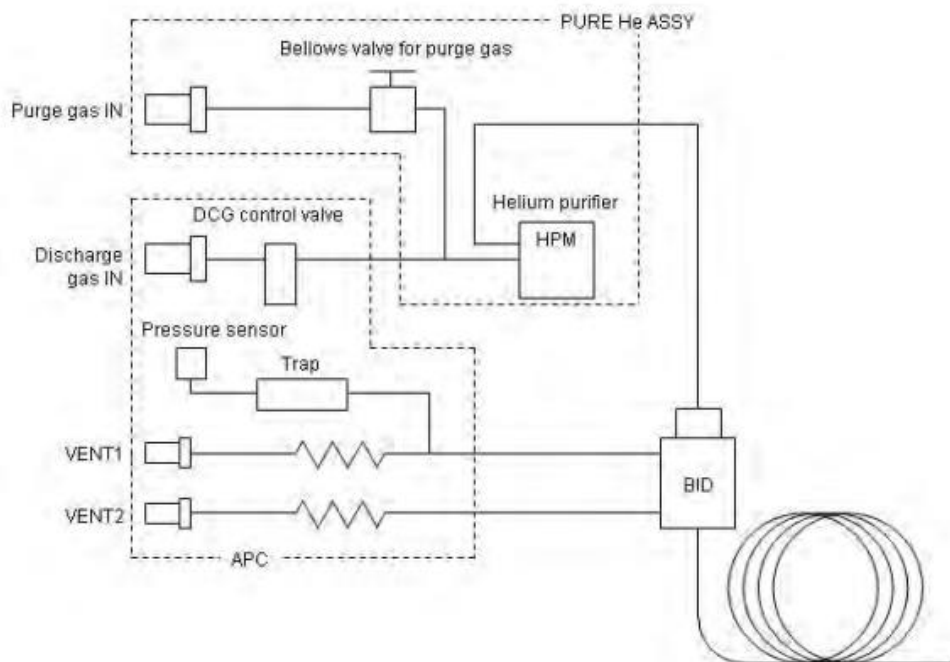 PURE He ASSY
Bellows valve for purge gas
Purge gas IN
Helium purifier
HPM
DCG control valve
Discharge
gas IN
Pressure sensor
Trap
VENT1
BID
VENT2
APC